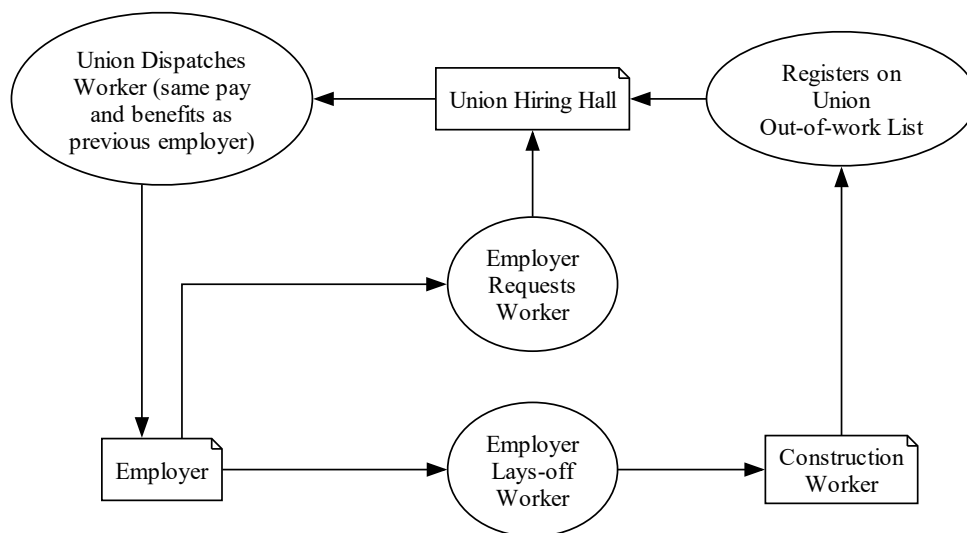 Union Dispatches
Worker (same pay
and benefits as
previous employer)
Union Hiring Hall
Registers on
Union
Out-of-work List
Employer
Requests
Worker
Employer
Employer
Lays-off
Worker
Construction
Worker